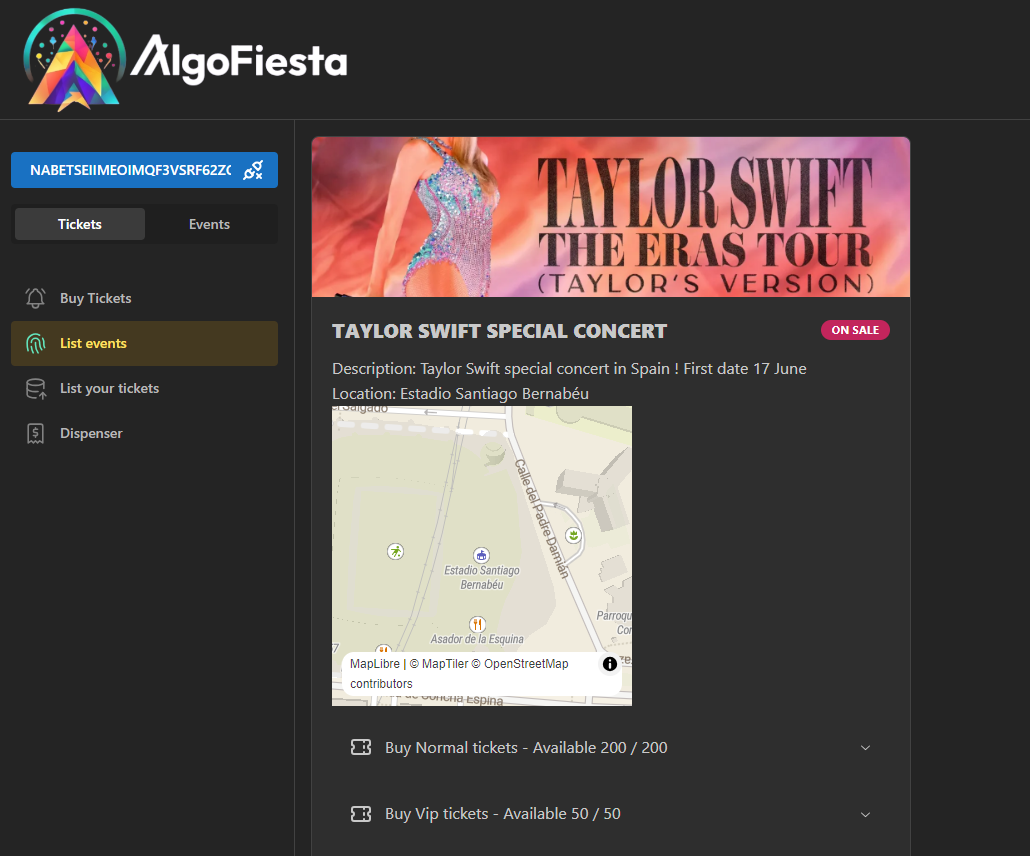 AlgoFiesta
NABETSEIIMEOIMQF3VSRF62ZC
Tickets
Events
Buy Tickets
List events
List your tickets
Dispenser
TAYLOR SWIFT
THE ERAS TOUR
(TAYLOR'S VERSION)
TAYLOR SWIFT SPECIAL CONCERT
ON SALE
Description: Taylor Swift special concert in Spain ! First date 17 June
Location: Estadio Santiago Bernabéu
Salgado
Calle del Padre Damián
Estadio Santiago
Bernabéu
Asador de la Esquina
MapLibre | © MapTiler © OpenStreetMap
contributors
Concha Espina
Buy Normal tickets - Available 200 / 200
Buy Vip tickets - Available 50 / 50